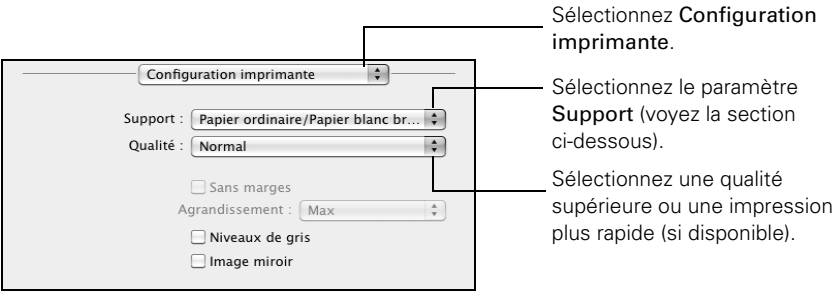 Sélectionnez Configuration
imprimante.
Configuration imprimante
Sélectionnez le paramètre
Support (voyez la section
ci-dessous).
Support : Papier ordinaire/Papier blanc br...
Qualité : Normal
Sélectionnez une qualité
supérieure ou une impression
plus rapide (si disponible).
Sans marges
Agrandissement : Max
Niveaux de gris
Image miroir